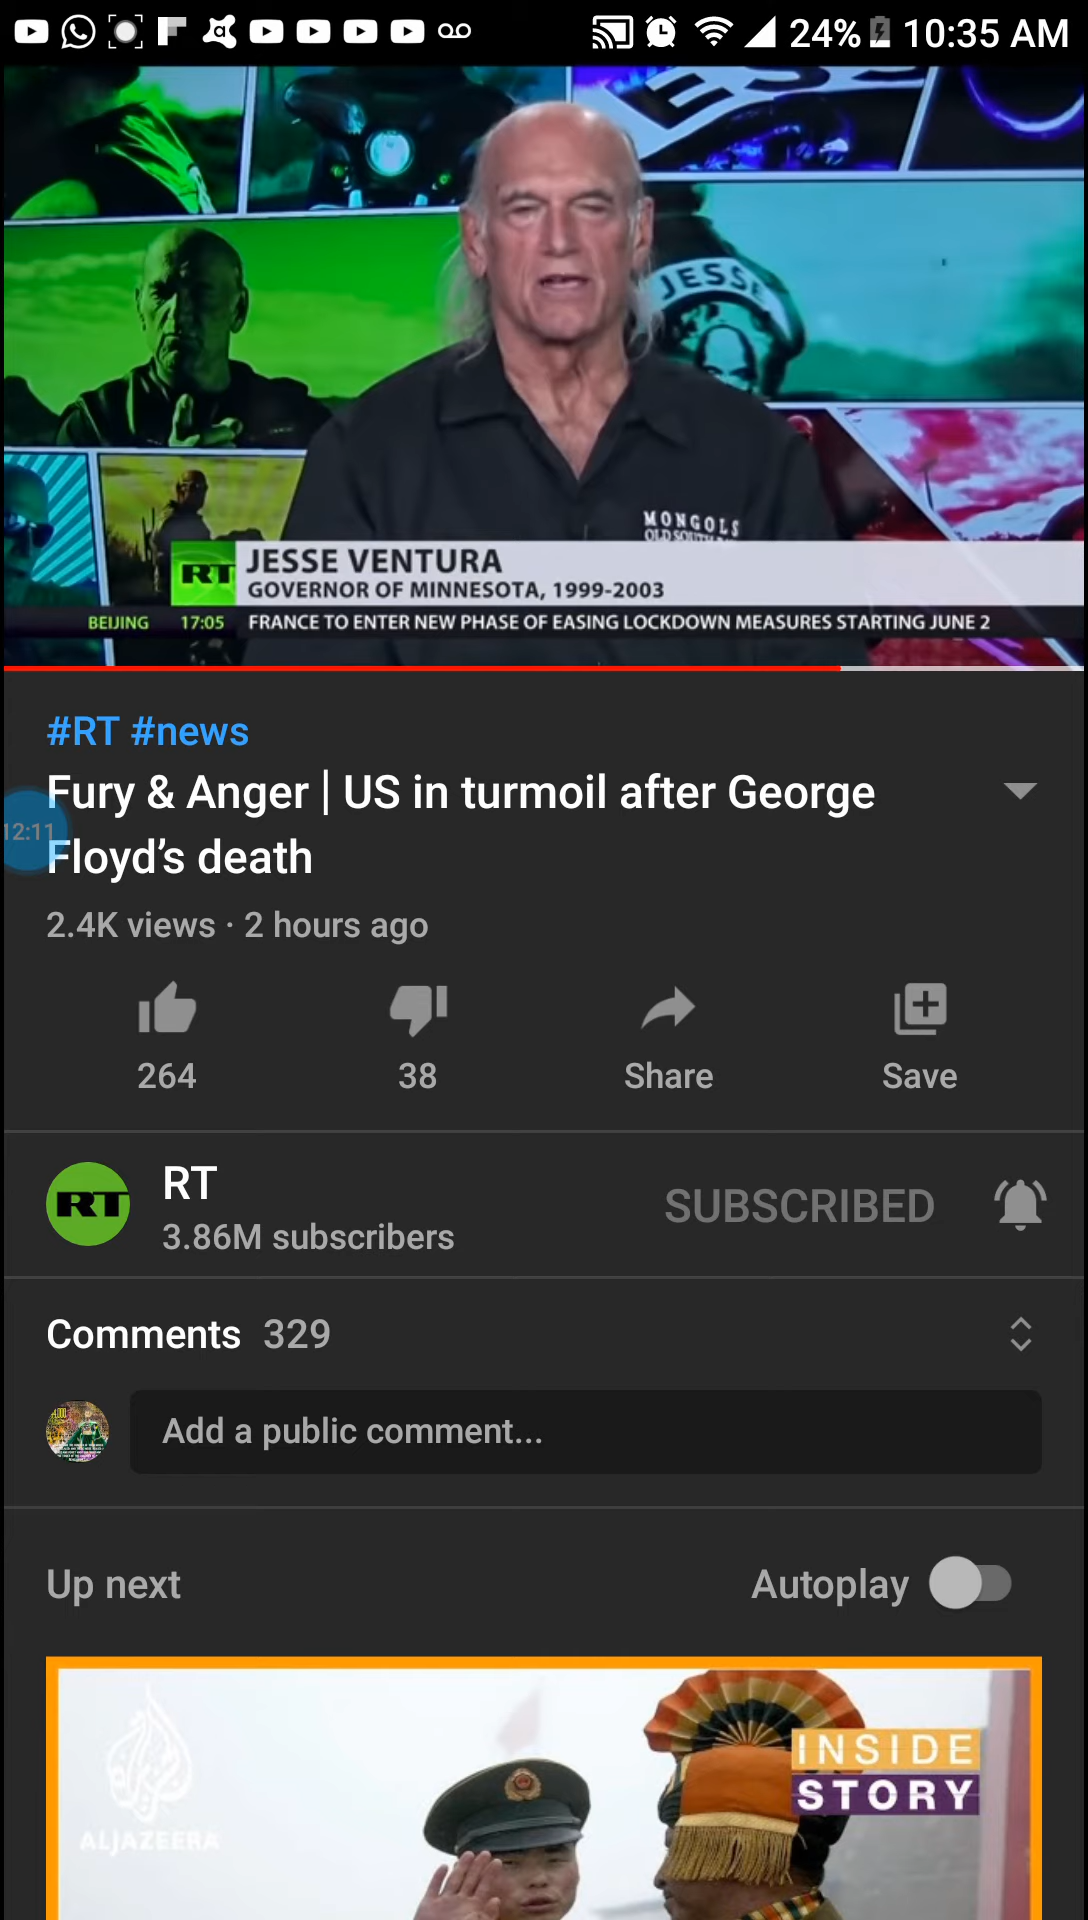 24% 10:35 AM
ESS
JESSE
MONGOLS
OLD SOUTH
RT JESSE VENTURA
GOVERNOR OF MINNESOTA, 1999-2003
BEIJING 17:05 FRANCE TO ENTER NEW PHASE OF EASING LOCKDOWN MEASURES STARTING JUNE 2
#RT #news
Fury & Anger | US in turmoil after George
12:11
Floyd’s death
2.4K views · 2 hours ago
264 38 Share Save
RT RT
3.86M subscribers
SUBSCRIBED
Comments 329
Add a public comment...
Up next Autoplay
INSIDE
STORY
ALJAZEERA